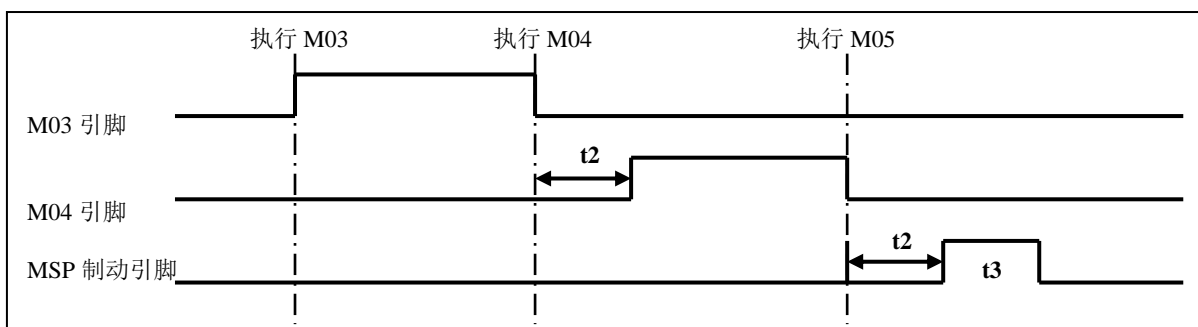 执行 M03 执行 M04 执行 M05
M03 引脚
t2
M04 引脚
t2
MSP 制动引脚
t3